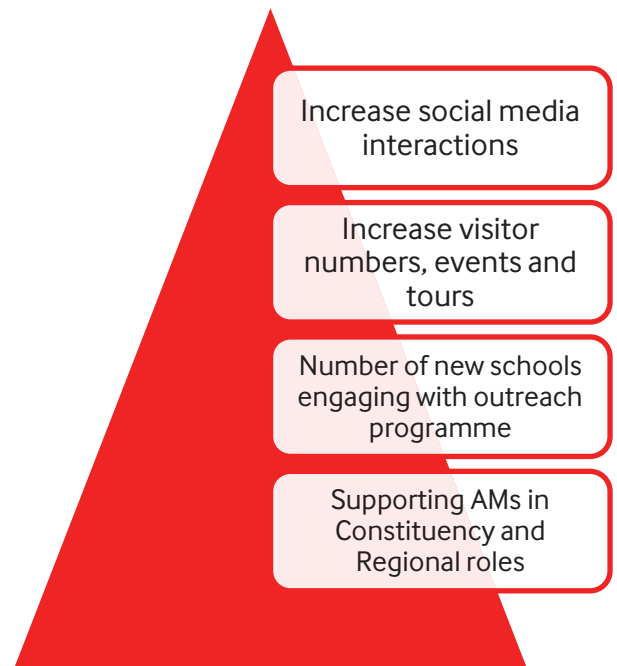 Increase social media
interactions
Increase visitor
numbers, events and
tours
Number of new schools
engaging with outreach
programme
Supporting AMs in
Constituency and
Regional roles